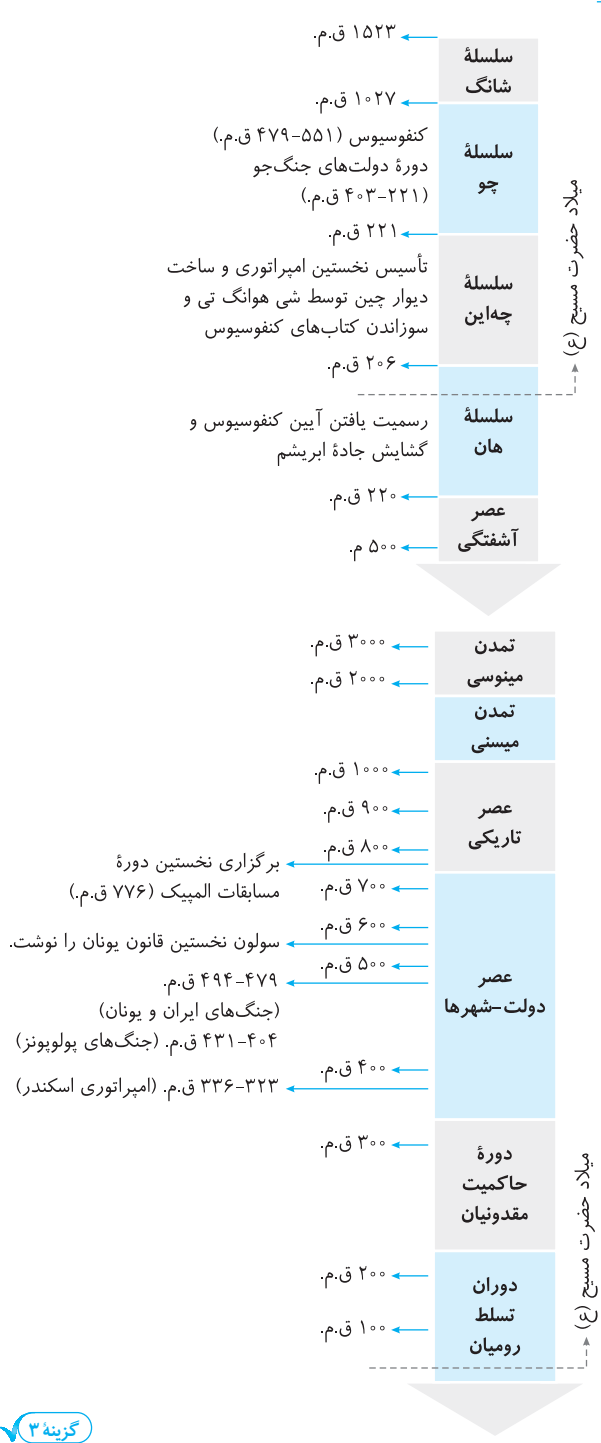 ۱۵۲۳ ق.م.
سلسلهٔ
شانگ
۱۰۲۷ ق.م.
سلسلهٔ
چو
کنفوسیوس (۵۵۱-۴۷۹ ق.م.)
دورهٔ دولت‌های جنگ‌جو
(۲۲۱-۴۰۳ ق.م.)
۲۲۱ ق.م.
سلسلهٔ
چه‌این
تأسیس نخستین امپراتوری و ساخت
دیوار چین توسط شی هوانگ تی و
سوزاندن کتاب‌های کنفوسیوس
۲۰۶ ق.م.
میلاد حضرت مسیح (ع)
سلسلهٔ
هان
رسمیت یافتن آیین کنفوسیوس و
گشایش جادهٔ ابریشم
۲۲۰ ق.م.
عصر
آشفتگی
۵۰۰ م.
تمدن
مینوسی
۳۰۰۰ ق.م.
۲۰۰۰ ق.م.
تمدن
میسنی
۱۰۰۰ ق.م.
عصر
تاریکی
۹۰۰ ق.م.
۸۰۰ ق.م.
برگزاری نخستین دورهٔ
مسابقات المپیک (۷۷۶ ق.م.)
۷۰۰ ق.م.
۶۰۰ ق.م.
سولون نخستین قانون یونان را نوشت.
۵۰۰ ق.م.
عصر
دولت-شهرها
۴۷۹-۴۹۴ ق.م.
(جنگ‌های ایران و یونان)
۴۰۴-۴۳۱ ق.م. (جنگ‌های پولوپونز)
۴۰۰ ق.م.
۳۲۳-۳۳۶ ق.م. (امپراتوری اسکندر)
۳۰۰ ق.م.
دورهٔ
حاکمیت
مقدونیان
۲۰۰ ق.م.
دوران
تسلط
رومیان
۱۰۰ ق.م.
میلاد حضرت مسیح (ع)
گزینهٔ ۳